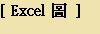 [ Excel 圖 ]